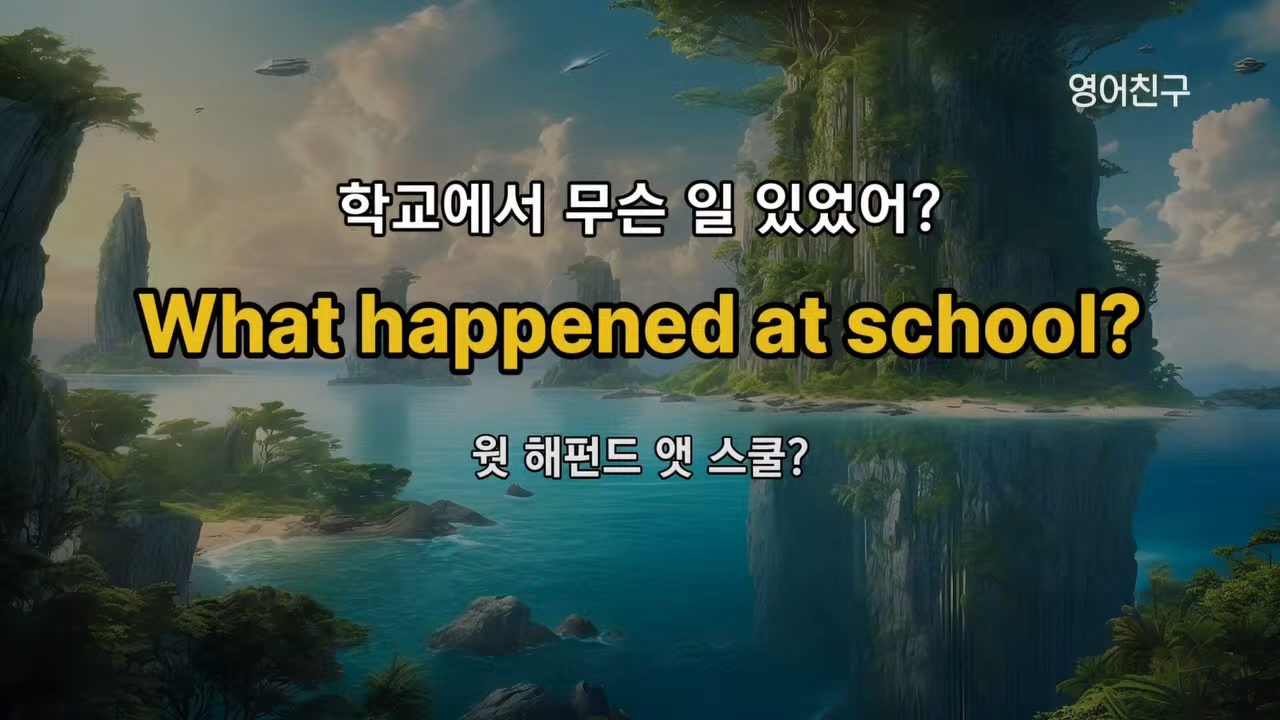 영어친구
학교에서 무슨 일 있었어?
What happened at school?
웟 해펀드 앳 스쿨?